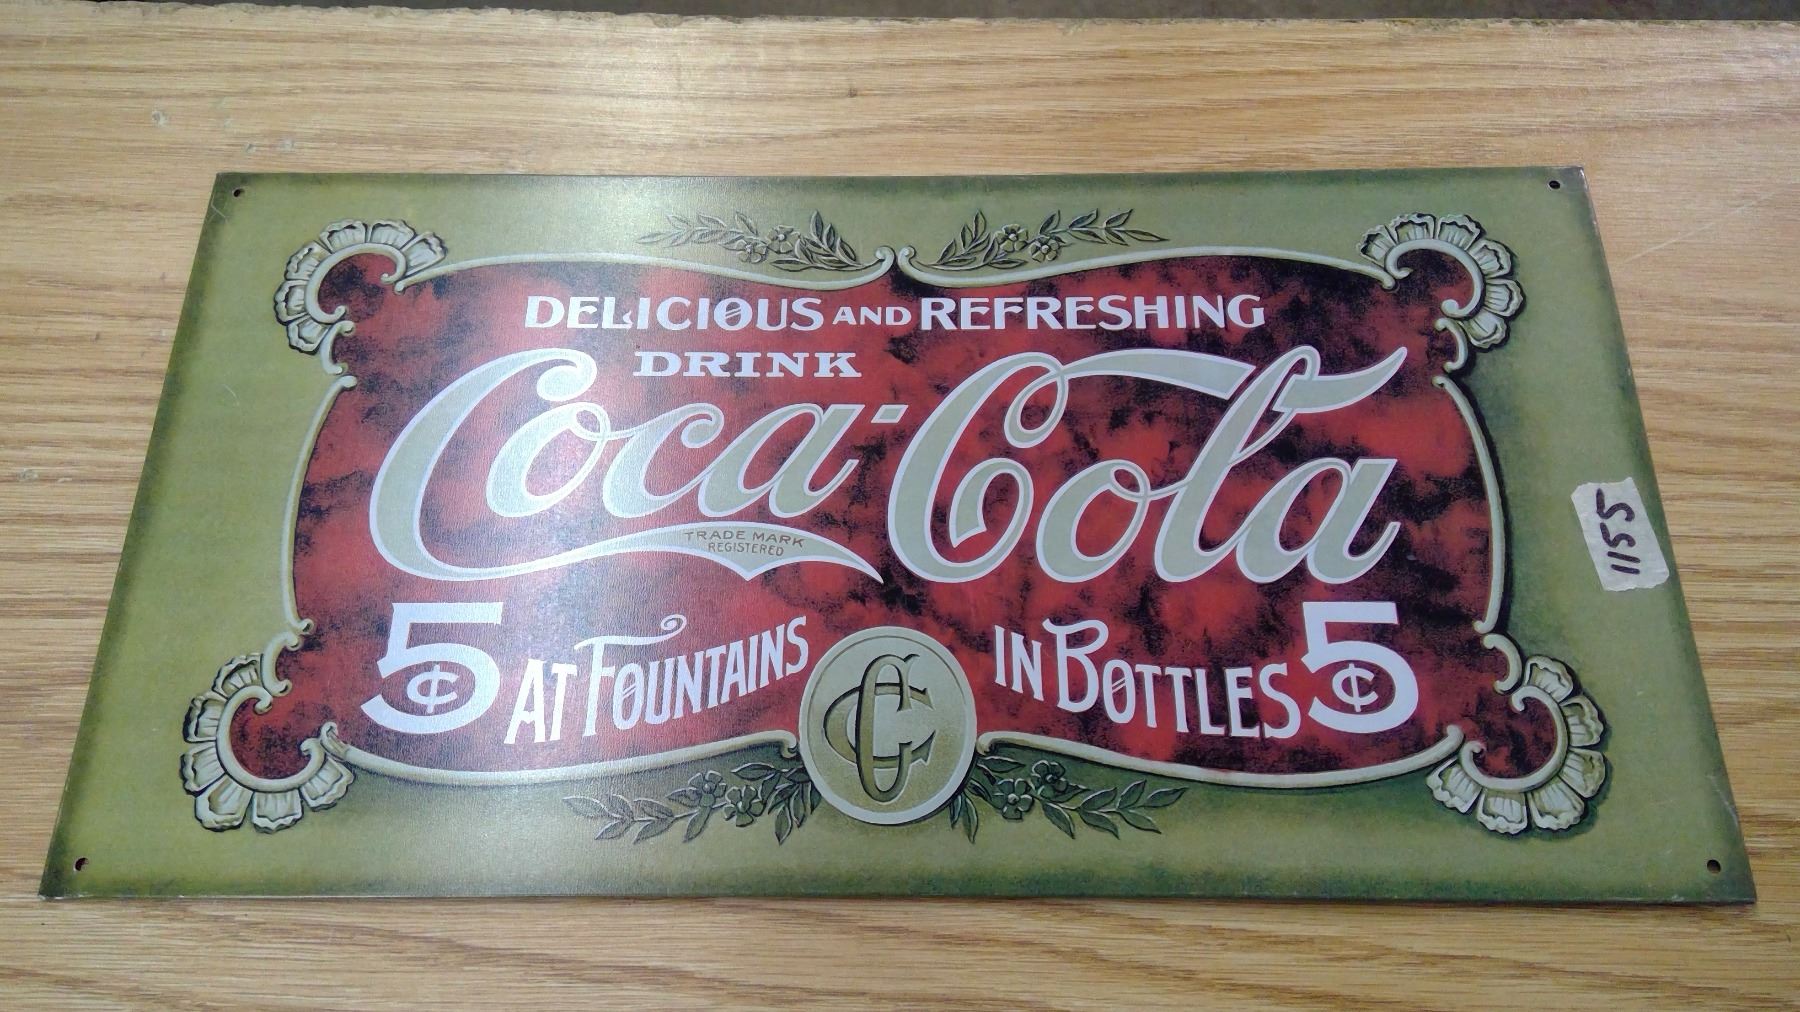 DELICIOUS AND REFRESHING
DRINK
Coca-Cola
TRADE MARK
REGISTERED
5¢ AT FOUNTAINS
IN BOTTLES 5¢
CC
1155